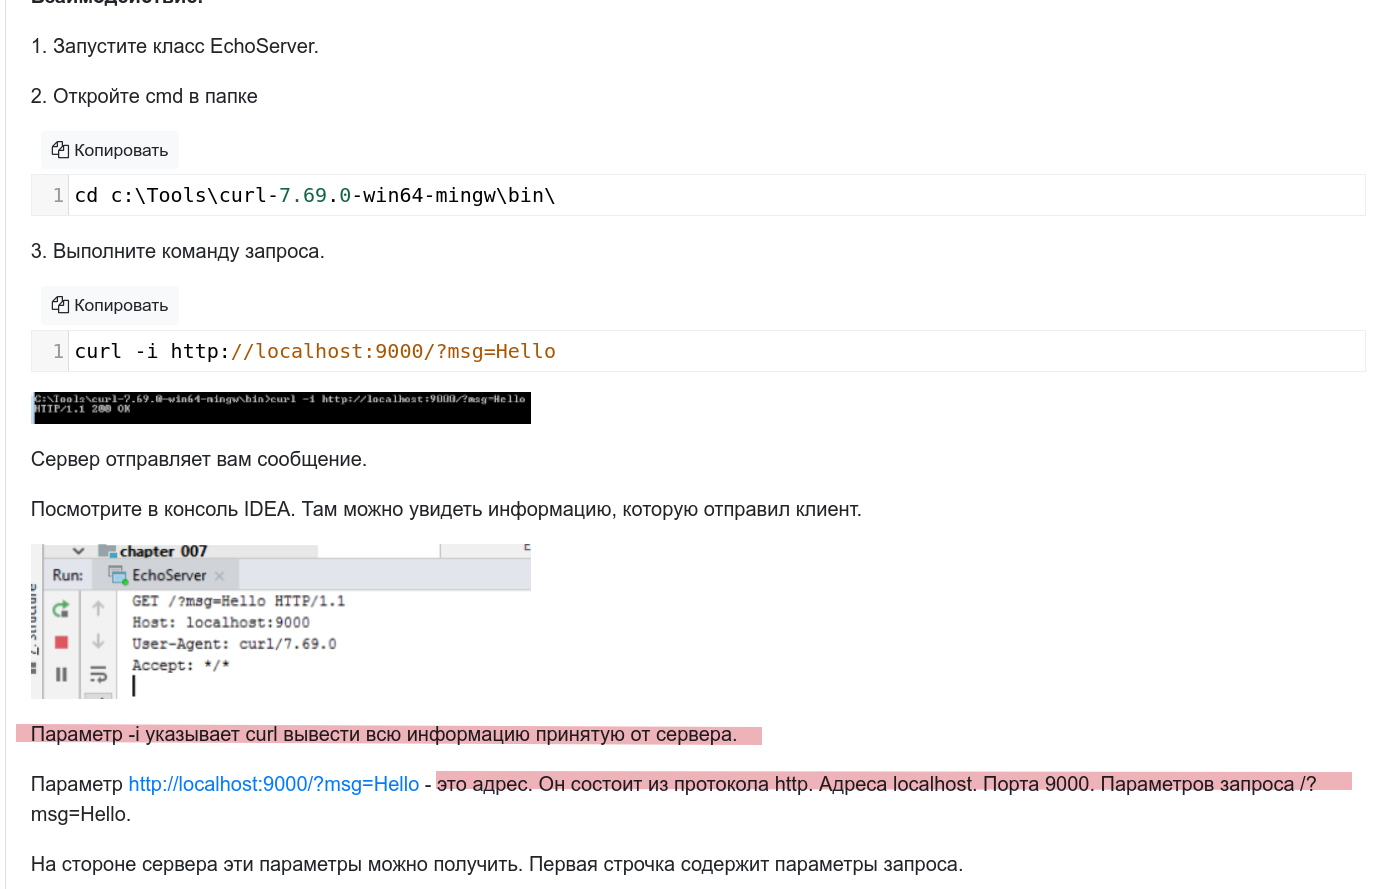 Взаимодействие.
1. Запустите класс EchoServer.
2. Откройте cmd в папке
Копировать
1 cd c:\Tools\curl-7.69.0-win64-mingw\bin\
3. Выполните команду запроса.
Копировать
1 curl -i http://localhost:9000/?msg=Hello
C:\Tools\curl-7.69.0-win64-mingw\bin>curl -i http://localhost:9000/?msg=Hello
HTTP/1.1 200 OK
Сервер отправляет вам сообщение.
Посмотрите в консоль IDEA. Там можно увидеть информацию, которую отправил клиент.
chapter_007
Run: EchoServer
GET /?msg=Hello HTTP/1.1
Host: localhost:9000
User-Agent: curl/7.69.0
Accept: */*
Параметр -i указывает curl вывести всю информацию принятую от сервера.
Параметр http://localhost:9000/?msg=Hello - это адрес. Он состоит из протокола http. Адреса localhost. Порта 9000. Параметров запроса /?
msg=Hello.
На стороне сервера эти параметры можно получить. Первая строчка содержит параметры запроса.